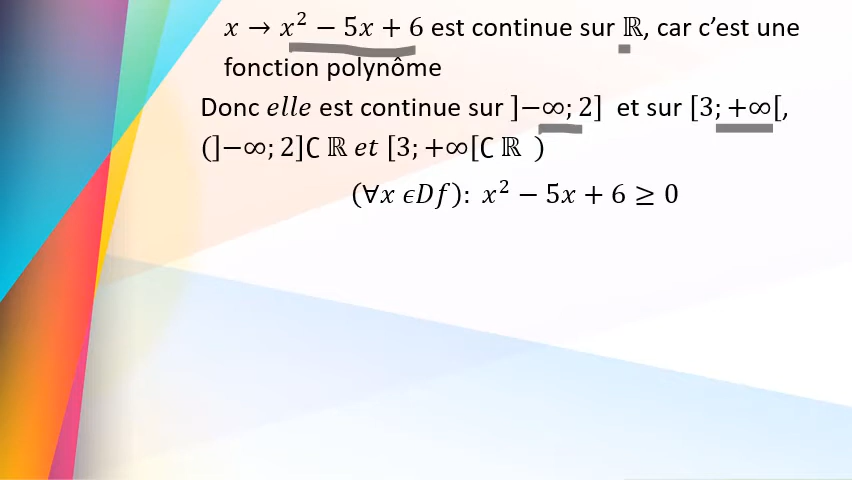 x → x² − 5x + 6 est continue sur ℝ, car c’est une
fonction polynôme
Donc elle est continue sur ]−∞; 2]  et sur [3; +∞[,
(]−∞; 2]C ℝ et [3; +∞[C ℝ )
(∀x ϵDf): x² − 5x + 6 ≥ 0